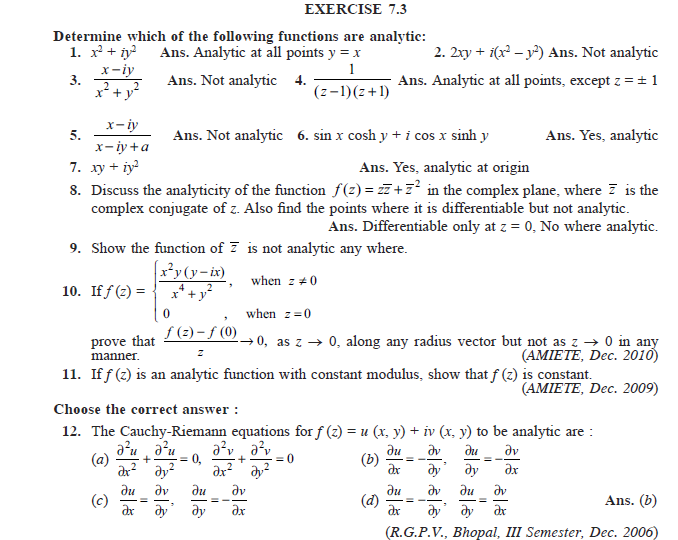 EXERCISE 7.3
Determine which of the following functions are analytic:
1. x² + iy² Ans. Analytic at all points y = x 2. 2xy + i(x² – y²) Ans. Not analytic
3. (x – iy)/(x² + y²) Ans. Not analytic 4. 1/((z – 1)(z + 1)) Ans. Analytic at all points, except z = ± 1
5. (x – iy)/(x – iy + a) Ans. Not analytic 6. sin x cosh y + i cos x sinh y Ans. Yes, analytic
7. xy + iy² Ans. Yes, analytic at origin
8. Discuss the analyticity of the function f(z) = zz̄ + z̄² in the complex plane, where z̄ is the
complex conjugate of z. Also find the points where it is differentiable but not analytic.
Ans. Differentiable only at z = 0, No where analytic.
9. Show the function of z̄ is not analytic any where.
10. If f (z) = { x²y(y – ix)/(x⁴ + y²), when z ≠ 0
0 , when z = 0
prove that (f (z) – f (0))/z → 0, as z → 0, along any radius vector but not as z → 0 in any
manner. (AMIETE, Dec. 2010)
11. If f (z) is an analytic function with constant modulus, show that f (z) is constant.
(AMIETE, Dec. 2009)
Choose the correct answer :
12. The Cauchy-Riemann equations for f (z) = u (x, y) + iv (x, y) to be analytic are :
(a) ∂²u/∂x² + ∂²u/∂y² = 0, ∂²v/∂x² + ∂²v/∂y² = 0 (b) ∂u/∂x = –∂v/∂y, ∂u/∂y = –∂v/∂x
(c) ∂u/∂x = ∂v/∂y, ∂u/∂y = –∂v/∂x (d) ∂u/∂x = –∂v/∂y, ∂u/∂y = ∂v/∂x Ans. (b)
(R.G.P.V., Bhopal, III Semester, Dec. 2006)